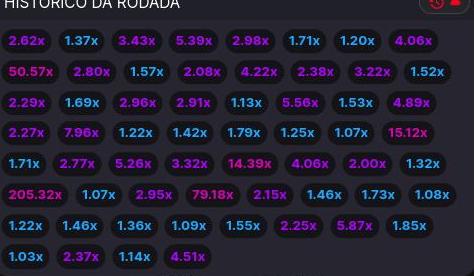 HISTÓRICO DA RODADA
2.62x 1.37x 3.43x 5.39x 2.98x 1.71x 1.20x 4.06x
50.57x 2.80x 1.57x 2.08x 4.22x 2.38x 3.22x 1.52x
2.29x 1.69x 2.96x 2.91x 1.13x 5.56x 1.53x 4.89x
2.27x 7.96x 1.22x 1.42x 1.79x 1.25x 1.07x 15.12x
1.71x 2.77x 5.26x 3.32x 14.39x 4.06x 2.00x 1.32x
205.32x 1.07x 2.95x 79.18x 2.15x 1.46x 1.73x 1.08x
1.22x 1.46x 1.36x 1.09x 1.55x 2.25x 5.87x 1.85x
1.03x 2.37x 1.14x 4.51x